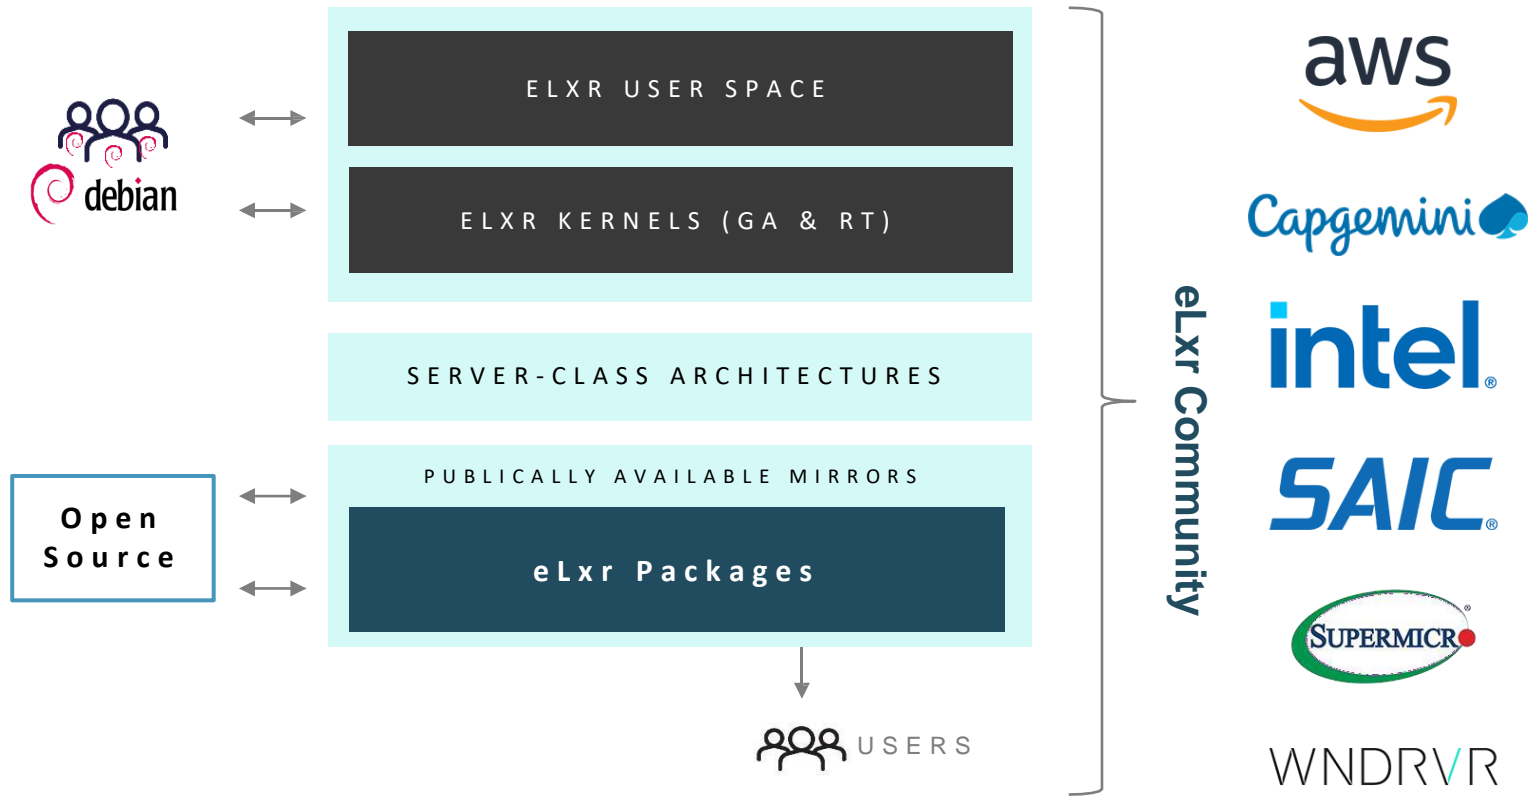 ELXR USER SPACE
debian
ELXR KERNELS (GA & RT)
SERVER-CLASS ARCHITECTURES
PUBLICALLY AVAILABLE MIRRORS
Open
Source
eLxr Packages
USERS
eLxr Community
aws
Capgemini
intel®
SAIC®
SUPERMICR®
WNDRVR